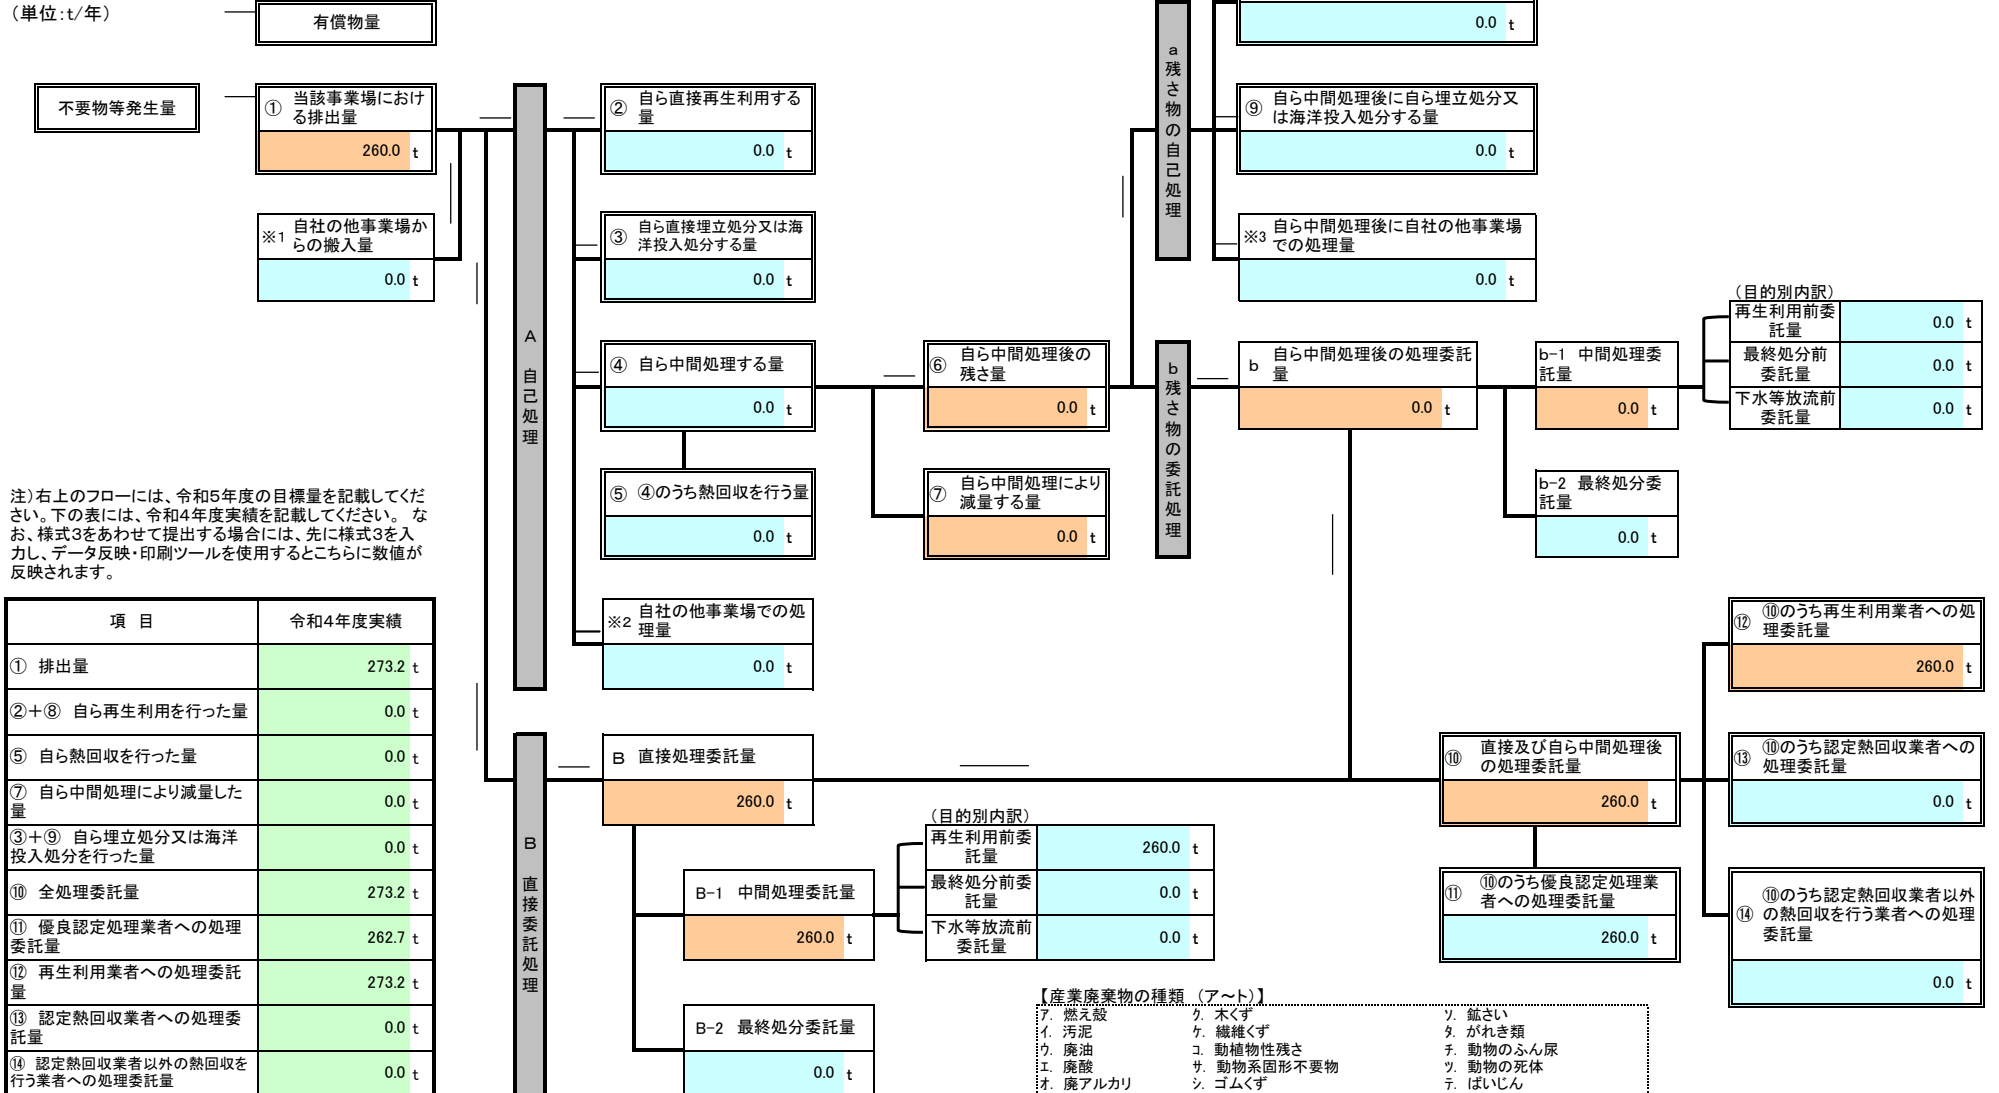 （単位：t/年）
有償物量
0.0 t
不要物等発生量
① 当該事業場におけ
る排出量
260.0 t
※1 自社の他事業場か
らの搬入量
0.0 t
A 自己処理
② 自ら直接再生利用する
量
0.0 t
③ 自ら直接埋立処分又は海
洋投入処分する量
0.0 t
④ 自ら中間処理する量
0.0 t
⑤ ④のうち熱回収を行う量
0.0 t
※2 自社の他事業場での処
理量
0.0 t
⑥ 自ら中間処理後の
残さ量
0.0 t
⑦ 自ら中間処理により
減量する量
0.0 t
a 残さ物の自己処理
⑨ 自ら中間処理後に自ら埋立処分又
は海洋投入処分する量
0.0 t
※3 自ら中間処理後に自社の他事業場
での処理量
0.0 t
b 残さ物の委託処理
b 自ら中間処理後の処理委託
量
0.0 t
b-1 中間処理委
託量
0.0 t
b-2 最終処分委
託量
0.0 t
（目的別内訳）
再生利用前委
託量
0.0 t
最終処分前
委託量
0.0 t
下水等放流前
委託量
0.0 t
注）右上のフローには、令和５年度の目標量を記載してくだ
さい。下の表には、令和４年度実績を記載してください。 な
お、様式３をあわせて提出する場合には、先に様式３を入
力し、データ反映・印刷ツールを使用するとこちらに数値が
反映されます。
項 目 令和４年度実績
① 排出量 273.2 t
②＋⑧ 自ら再生利用を行った量 0.0 t
⑤ 自ら熱回収を行った量 0.0 t
⑦ 自ら中間処理により減量した
量 0.0 t
③＋⑨ 自ら埋立処分又は海洋
投入処分を行った量 0.0 t
⑩ 全処理委託量 273.2 t
⑪ 優良認定処理業者への処理
委託量 262.7 t
⑫ 再生利用業者への処理委託
量 273.2 t
⑬ 認定熱回収業者への処理委
託量 0.0 t
⑭ 認定熱回収業者以外の熱回収を
行う業者への処理委託量 0.0 t
B 直接委託処理
B 直接処理委託量
260.0 t
B-1 中間処理委託量
260.0 t
B-2 最終処分委託量
0.0 t
（目的別内訳）
再生利用前委
託量
260.0 t
最終処分前委
託量
0.0 t
下水等放流前
委託量
0.0 t
⑩ 直接及び自ら中間処理後
の処理委託量
260.0 t
⑪ ⑩のうち優良認定処理業
者への処理委託量
260.0 t
⑫ ⑩のうち再生利用業者への処
理委託量
260.0 t
⑬ ⑩のうち認定熱回収業者への
処理委託量
0.0 t
⑭ ⑩のうち認定熱回収業者以外
の熱回収を行う業者への処理
委託量
0.0 t
【産業廃棄物の種類 （ア～ト）】
ｱ. 燃え殻 ｸ. 木くず ｿ. 鉱さい
ｲ. 汚泥 ｹ. 繊維くず ﾀ. がれき類
ｳ. 廃油 ｺ. 動植物性残さ ﾁ. 動物のふん尿
ｴ. 廃酸 ｻ. 動物系固形不要物 ﾂ. 動物の死体
ｵ. 廃アルカリ ｼ. ゴムくず ﾃ. ばいじん